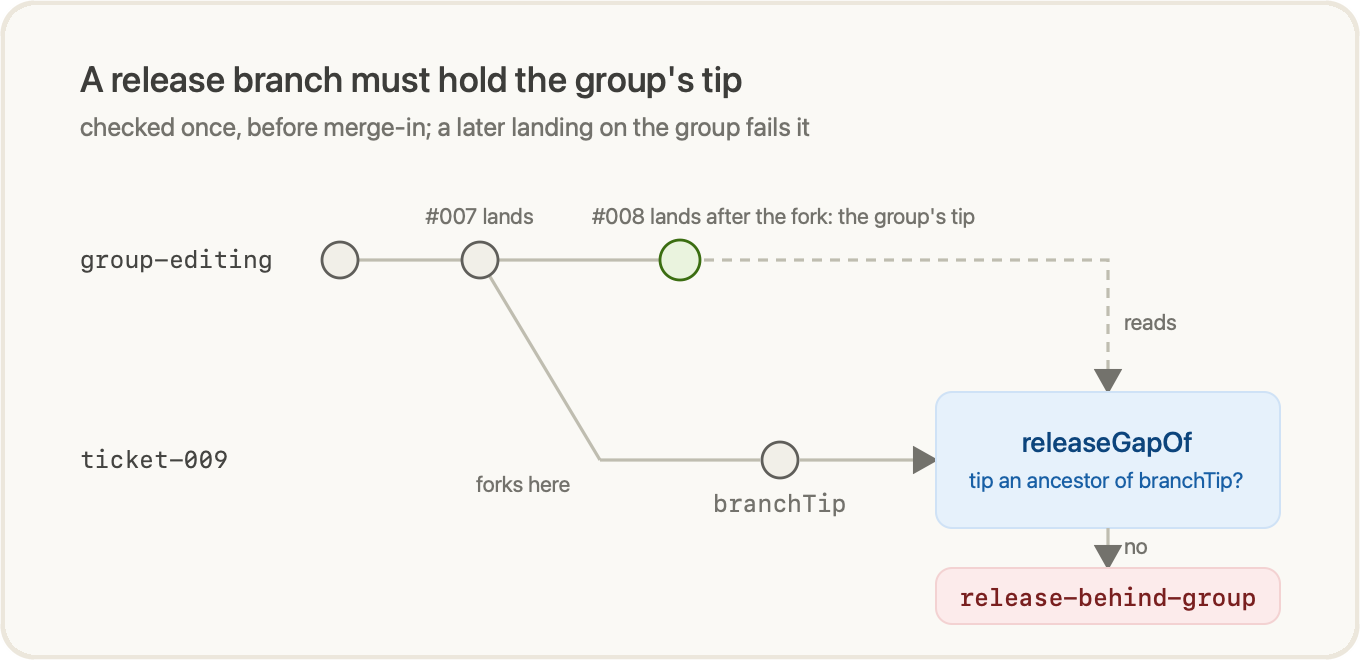 A release branch must hold the group's tip
checked once, before merge-in; a later landing on the group fails it
#007 lands
#008 lands after the fork: the group's tip
group-editing
reads
releaseGapOf
tip an ancestor of branchTip?
ticket-009
forks here
branchTip
no
release-behind-group